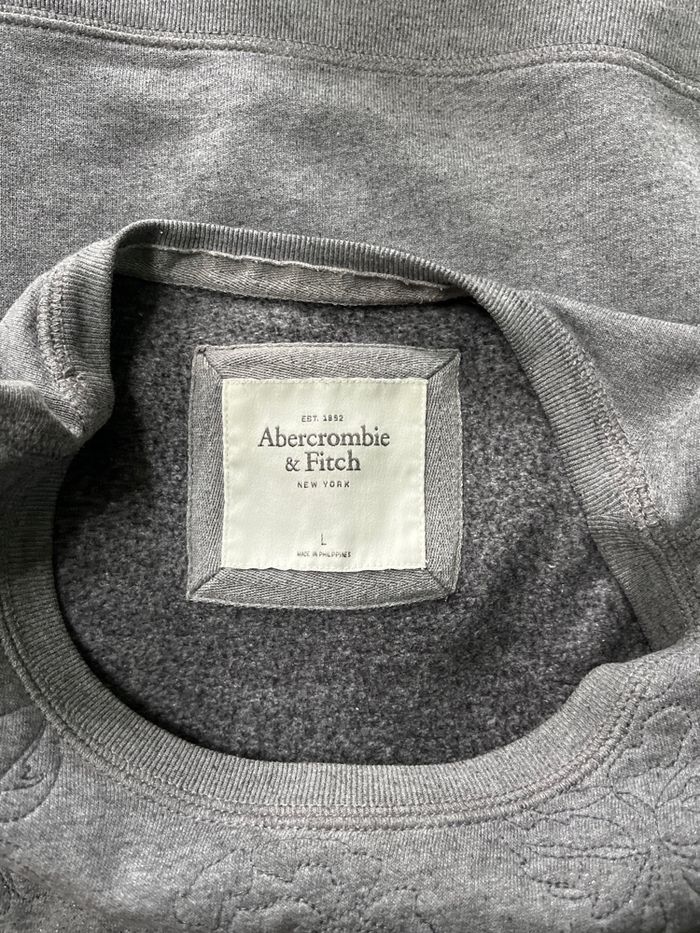 EST. 1892
Abercrombie
& Fitch
NEW YORK
L
MADE IN PHILIPPINES